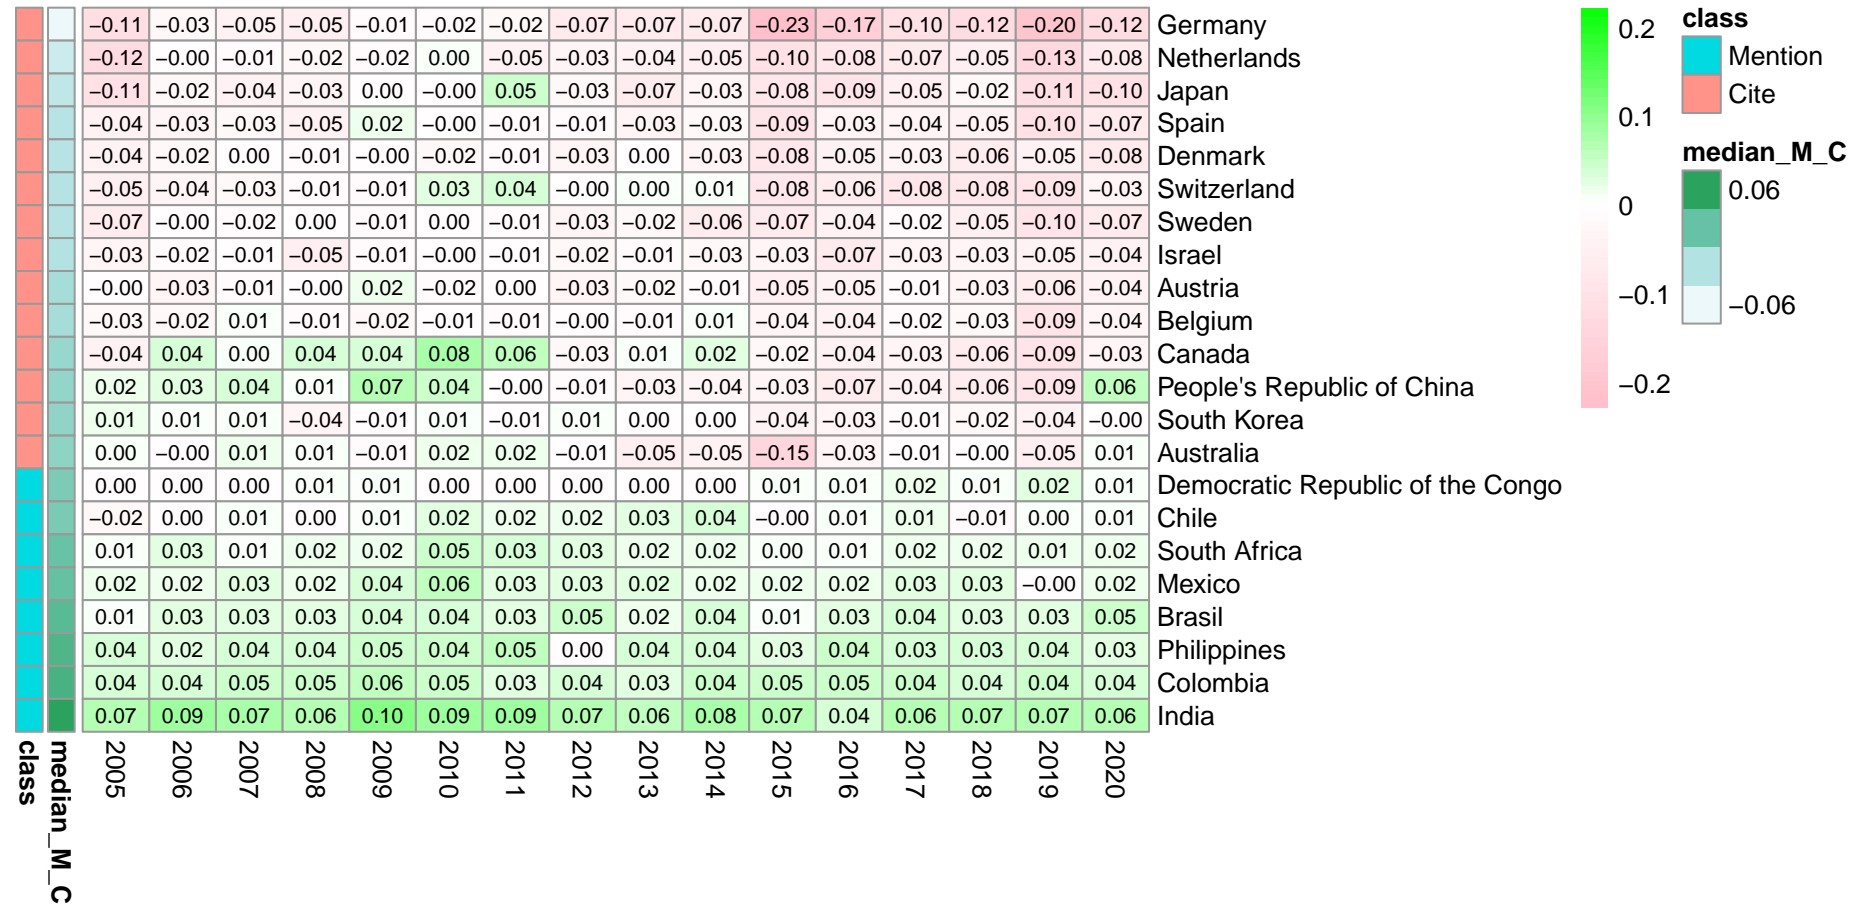 −0.11 −0.03 −0.05 −0.05 −0.01 −0.02 −0.02 −0.07 −0.07 −0.07 −0.23 −0.17 −0.10 −0.12 −0.20 −0.12 Germany
−0.12 −0.00 −0.01 −0.02 −0.02 0.00 −0.05 −0.03 −0.04 −0.05 −0.10 −0.08 −0.07 −0.05 −0.13 −0.08 Netherlands
−0.11 −0.02 −0.04 −0.03 0.00 −0.00 0.05 −0.03 −0.07 −0.03 −0.08 −0.09 −0.05 −0.02 −0.11 −0.10 Japan
−0.04 −0.03 −0.03 −0.05 0.02 −0.00 −0.01 −0.01 −0.03 −0.03 −0.09 −0.03 −0.04 −0.05 −0.10 −0.07 Spain
−0.04 −0.02 0.00 −0.01 −0.00 −0.02 −0.01 −0.03 0.00 −0.03 −0.08 −0.05 −0.03 −0.06 −0.05 −0.08 Denmark
−0.05 −0.04 −0.03 −0.01 −0.01 0.03 0.04 −0.00 0.00 0.01 −0.08 −0.06 −0.08 −0.08 −0.09 −0.03 Switzerland
−0.07 −0.00 −0.02 0.00 −0.01 0.00 −0.01 −0.03 −0.02 −0.06 −0.07 −0.04 −0.02 −0.05 −0.10 −0.07 Sweden
−0.03 −0.02 −0.01 −0.05 −0.01 −0.00 −0.01 −0.02 −0.01 −0.03 −0.03 −0.07 −0.03 −0.03 −0.05 −0.04 Israel
−0.00 −0.03 −0.01 −0.00 0.02 −0.02 0.00 −0.03 −0.02 −0.01 −0.05 −0.05 −0.01 −0.03 −0.06 −0.04 Austria
−0.03 −0.02 0.01 −0.01 −0.02 −0.01 −0.01 −0.00 −0.01 0.01 −0.04 −0.04 −0.02 −0.03 −0.09 −0.04 Belgium
−0.04 0.04 0.00 0.04 0.04 0.08 0.06 −0.03 0.01 0.02 −0.02 −0.04 −0.03 −0.06 −0.09 −0.03 Canada
0.02 0.03 0.04 0.01 0.07 0.04 −0.00 −0.01 −0.03 −0.04 −0.03 −0.07 −0.04 −0.06 −0.09 0.06 People's Republic of China
0.01 0.01 0.01 −0.04 −0.01 0.01 −0.01 0.01 0.00 0.00 −0.04 −0.03 −0.01 −0.02 −0.04 −0.00 South Korea
0.00 −0.00 0.01 0.01 −0.01 0.02 0.02 −0.01 −0.05 −0.05 −0.15 −0.03 −0.01 −0.00 −0.05 0.01 Australia
0.00 0.00 0.00 0.01 0.01 0.00 0.00 0.00 0.00 0.00 0.01 0.01 0.02 0.01 0.02 0.01 Democratic Republic of the Congo
−0.02 0.00 0.01 0.00 0.01 0.02 0.02 0.02 0.03 0.04 −0.00 0.01 0.01 −0.01 0.00 0.01 Chile
0.01 0.03 0.01 0.02 0.02 0.05 0.03 0.03 0.02 0.02 0.00 0.01 0.02 0.02 0.01 0.02 South Africa
0.02 0.02 0.03 0.02 0.04 0.06 0.03 0.03 0.02 0.02 0.02 0.02 0.03 0.03 −0.00 0.02 Mexico
0.01 0.03 0.03 0.03 0.04 0.04 0.03 0.05 0.02 0.04 0.01 0.03 0.04 0.03 0.03 0.05 Brasil
0.04 0.02 0.04 0.04 0.05 0.04 0.05 0.00 0.04 0.04 0.03 0.04 0.03 0.03 0.04 0.03 Philippines
0.04 0.04 0.05 0.05 0.06 0.05 0.03 0.04 0.03 0.04 0.05 0.05 0.04 0.04 0.04 0.04 Colombia
0.07 0.09 0.07 0.06 0.10 0.09 0.09 0.07 0.06 0.08 0.07 0.04 0.06 0.07 0.07 0.06 India
class median_M_C 2005 2006 2007 2008 2009 2010 2011 2012 2013 2014 2015 2016 2017 2018 2019 2020
0.2
0.1
0
−0.1
−0.2
class
Mention
Cite
median_M_C
0.06
−0.06